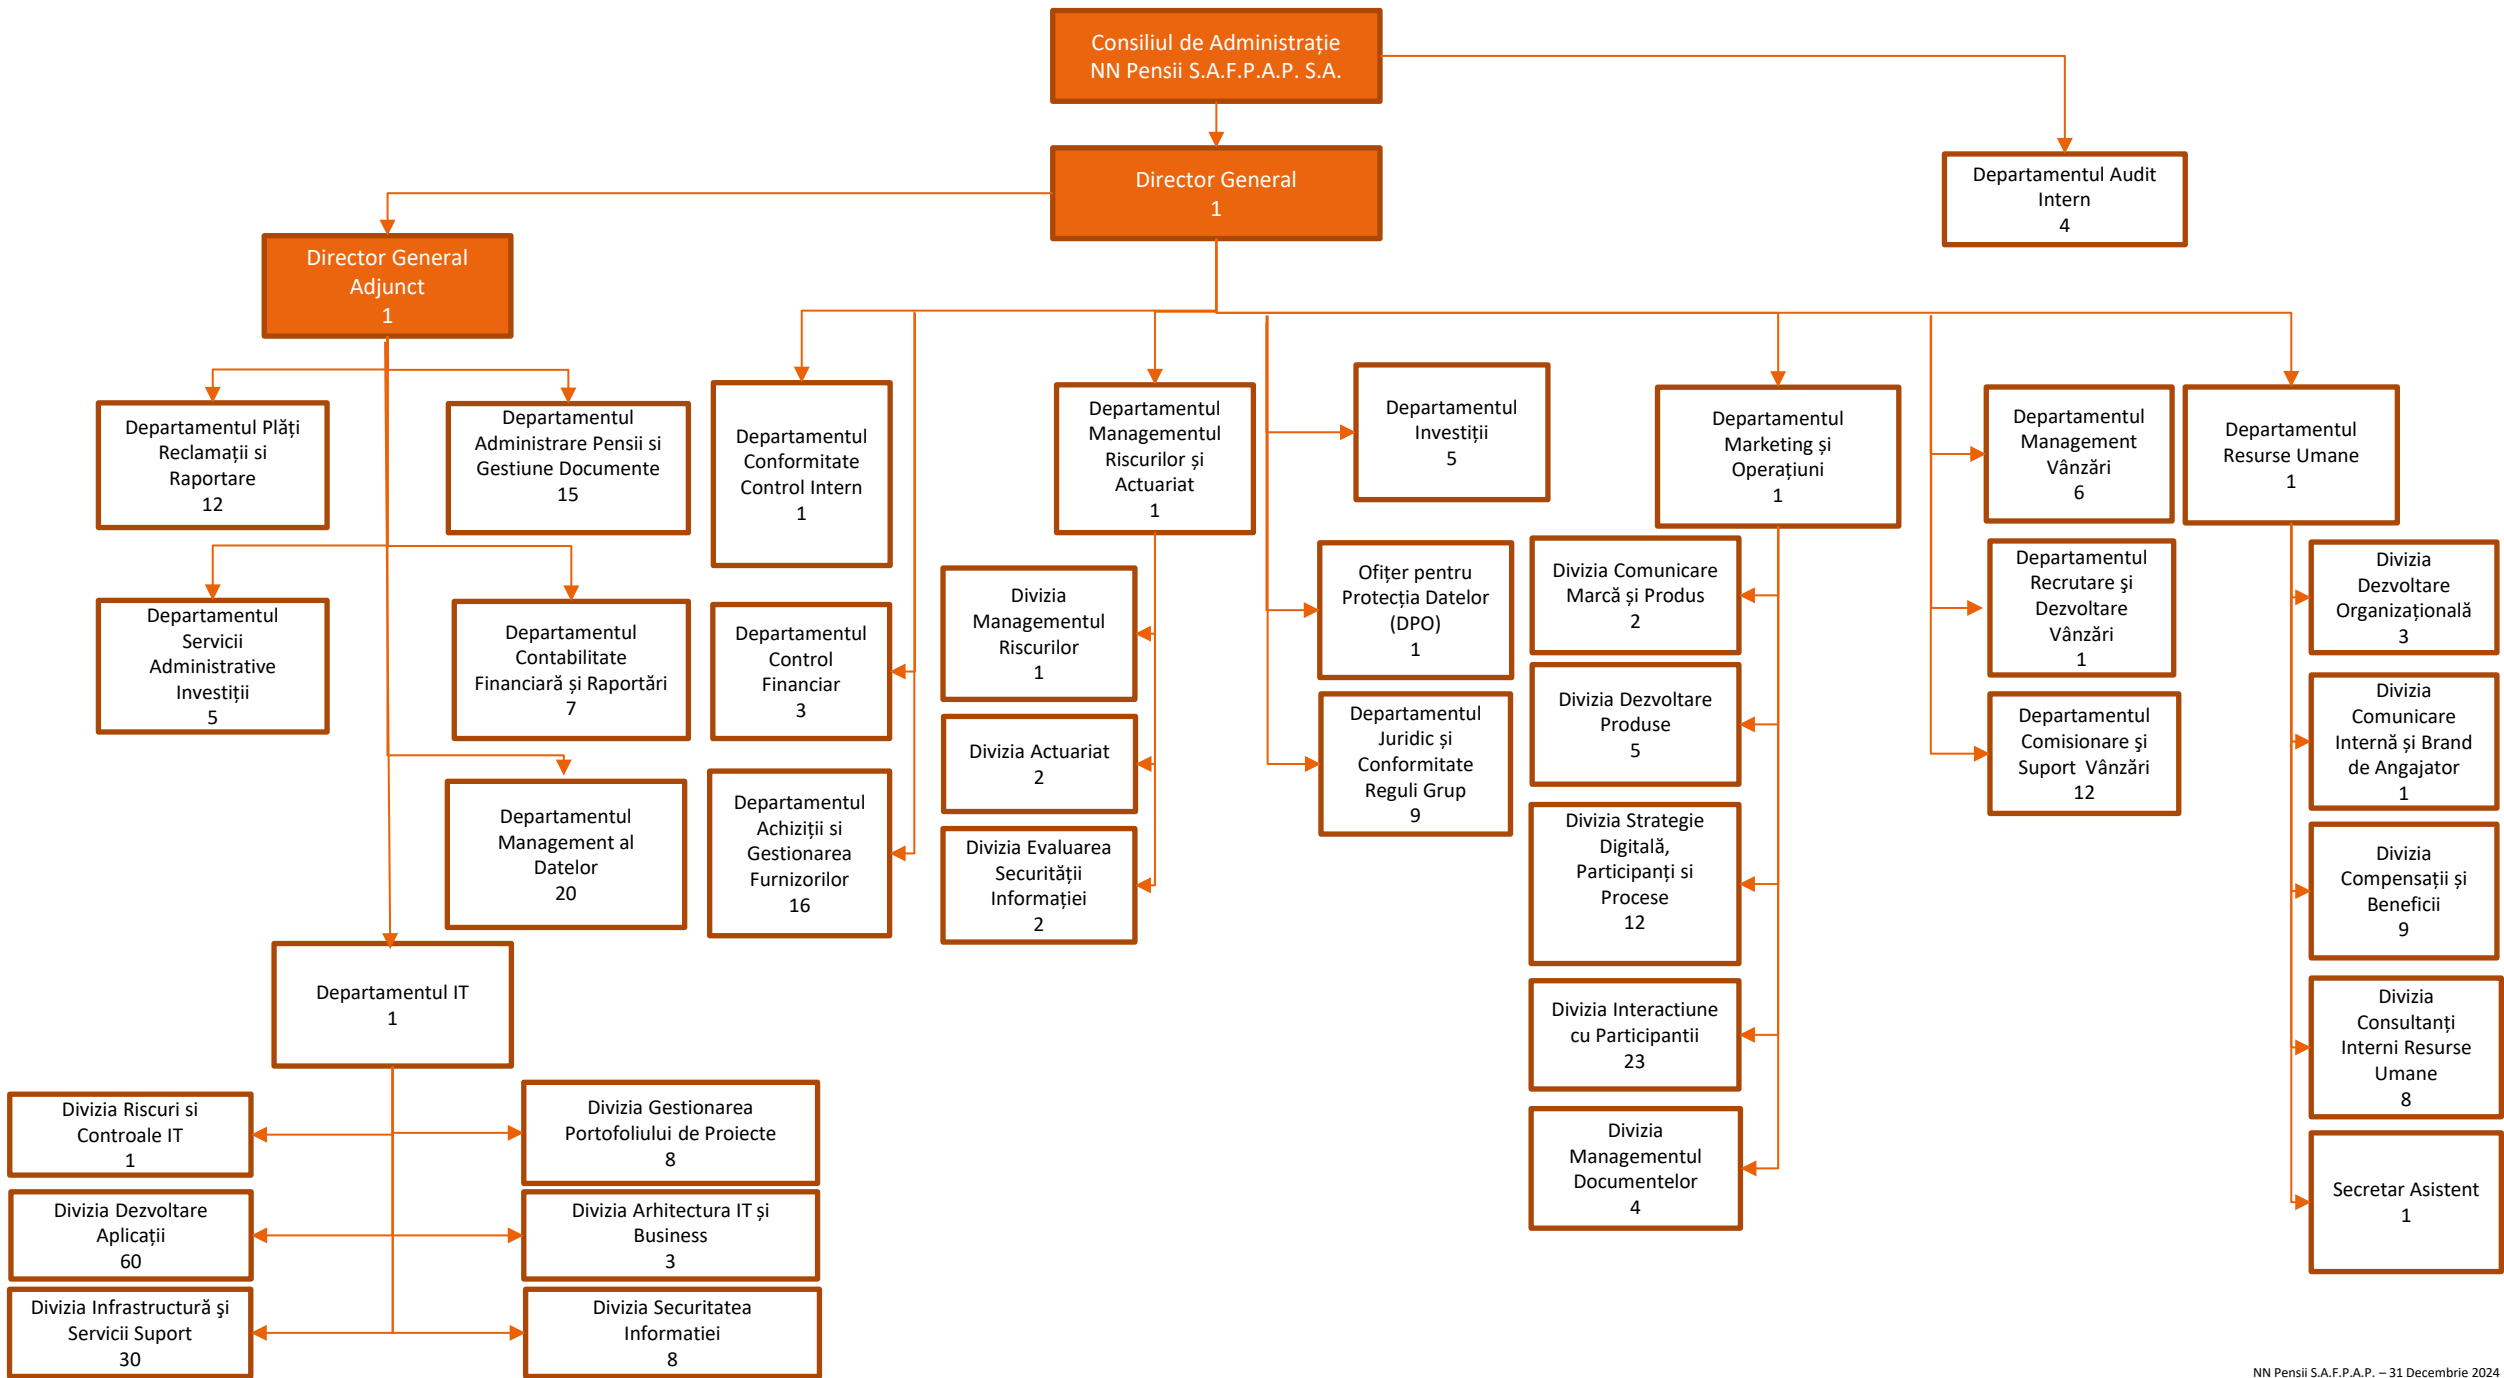 Consiliul de Administrație
NN Pensii S.A.F.P.A.P. S.A.
Director General
1
Departamentul Audit
Intern
4
Director General
Adjunct
1
Departamentul Plăți
Reclamații si
Raportare
12
Departamentul
Administrare Pensii si
Gestiune Documente
15
Departamentul
Servicii
Administrative
Investiții
5
Departamentul
Contabilitate
Financiară și Raportări
7
Departamentul
Management al
Datelor
20
Departamentul IT
1
Divizia Riscuri si
Controale IT
1
Divizia Gestionarea
Portofoliului de Proiecte
8
Divizia Dezvoltare
Aplicații
60
Divizia Arhitectura IT și
Business
3
Divizia Infrastructură şi
Servicii Suport
30
Divizia Securitatea
Informatiei
8
Departamentul
Conformitate
Control Intern
1
Departamentul
Control
Financiar
3
Departamentul
Achiziții si
Gestionarea
Furnizorilor
16
Departamentul
Managementul
Riscurilor și
Actuariat
1
Divizia
Managementul
Riscurilor
1
Divizia Actuariat
2
Divizia Evaluarea
Securității
Informației
2
Departamentul
Investiții
5
Ofițer pentru
Protecția Datelor
(DPO)
1
Departamentul
Juridic și
Conformitate
Reguli Grup
9
Departamentul
Marketing și
Operațiuni
1
Divizia Comunicare
Marcă și Produs
2
Divizia Dezvoltare
Produse
5
Divizia Strategie
Digitală,
Participanți si
Procese
12
Divizia Interactiune
cu Participantii
23
Divizia
Managementul
Documentelor
4
Departamentul
Management
Vânzări
6
Departamentul
Recrutare şi
Dezvoltare
Vânzări
1
Departamentul
Comisionare şi
Suport  Vânzări
12
Departamentul
Resurse Umane
1
Divizia
Dezvoltare
Organizațională
3
Divizia
Comunicare
Internă și Brand
de Angajator
1
Divizia
Compensații și
Beneficii
9
Divizia
Consultanți
Interni Resurse
Umane
8
Secretar Asistent
1
NN Pensii S.A.F.P.A.P. – 31 Decembrie 2024